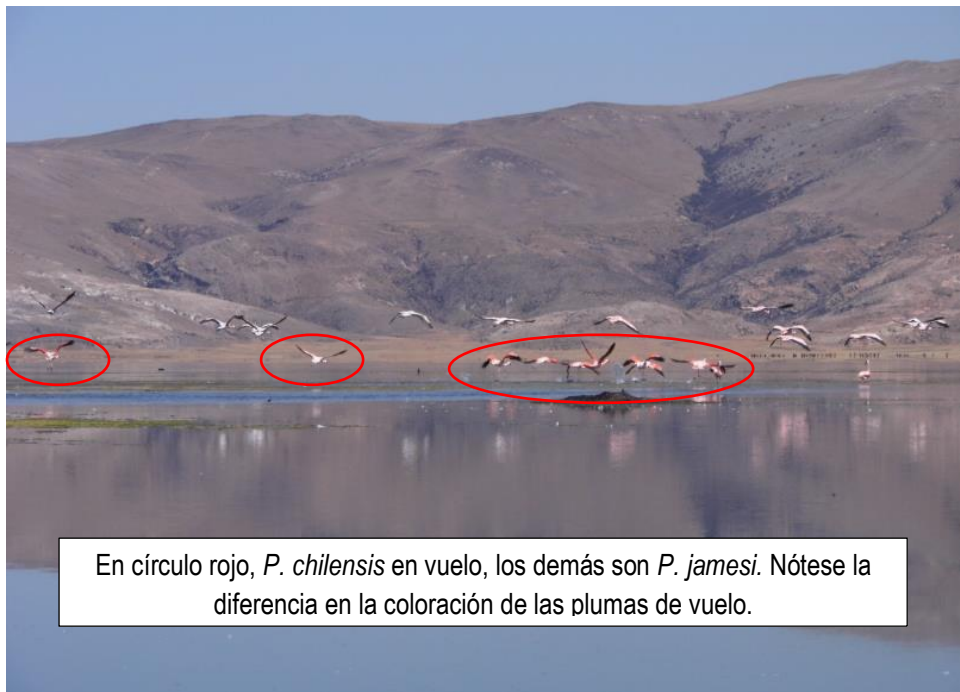 En círculo rojo, P. chilensis en vuelo, los demás son P. jamesi. Nótese la
diferencia en la coloración de las plumas de vuelo.